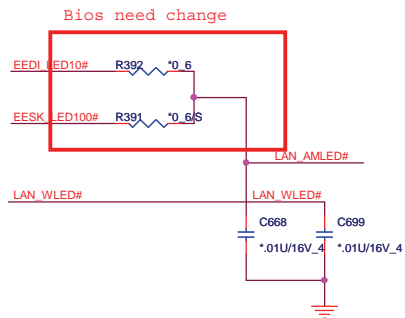 Bios need change
EEDI_LED10# R392 *0_6
EESK_LED100# R391 *0_6/S
LAN_AMLED#
LAN_WLED# LAN_WLED#
C668 C699
*.01U/16V_4 *.01U/16V_4